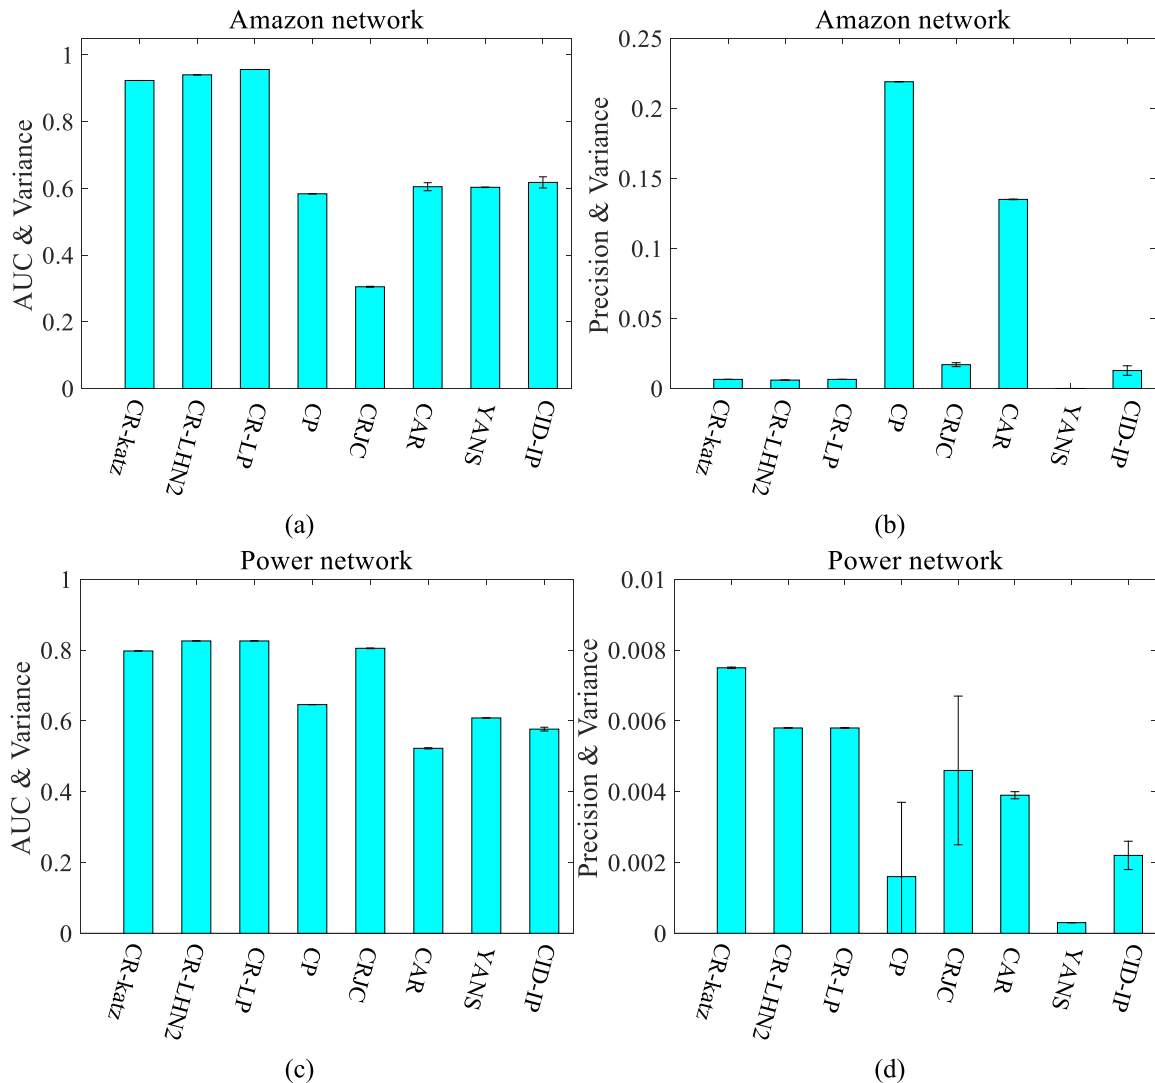 Amazon network
AUC & Variance
1
0.8
0.6
0.4
0.2
0
CR-katz
CR-LHN2
CR-LP
CP
CRJC
CAR
YANS
CID-IP
(a)
Amazon network
Precision & Variance
0.25
0.2
0.15
0.1
0.05
0
CR-katz
CR-LHN2
CR-LP
CP
CRJC
CAR
YANS
CID-IP
(b)
Power network
AUC & Variance
1
0.8
0.6
0.4
0.2
0
CR-katz
CR-LHN2
CR-LP
CP
CRJC
CAR
YANS
CID-IP
(c)
Power network
Precision & Variance
0.01
0.008
0.006
0.004
0.002
0
CR-katz
CR-LHN2
CR-LP
CP
CRJC
CAR
YANS
CID-IP
(d)